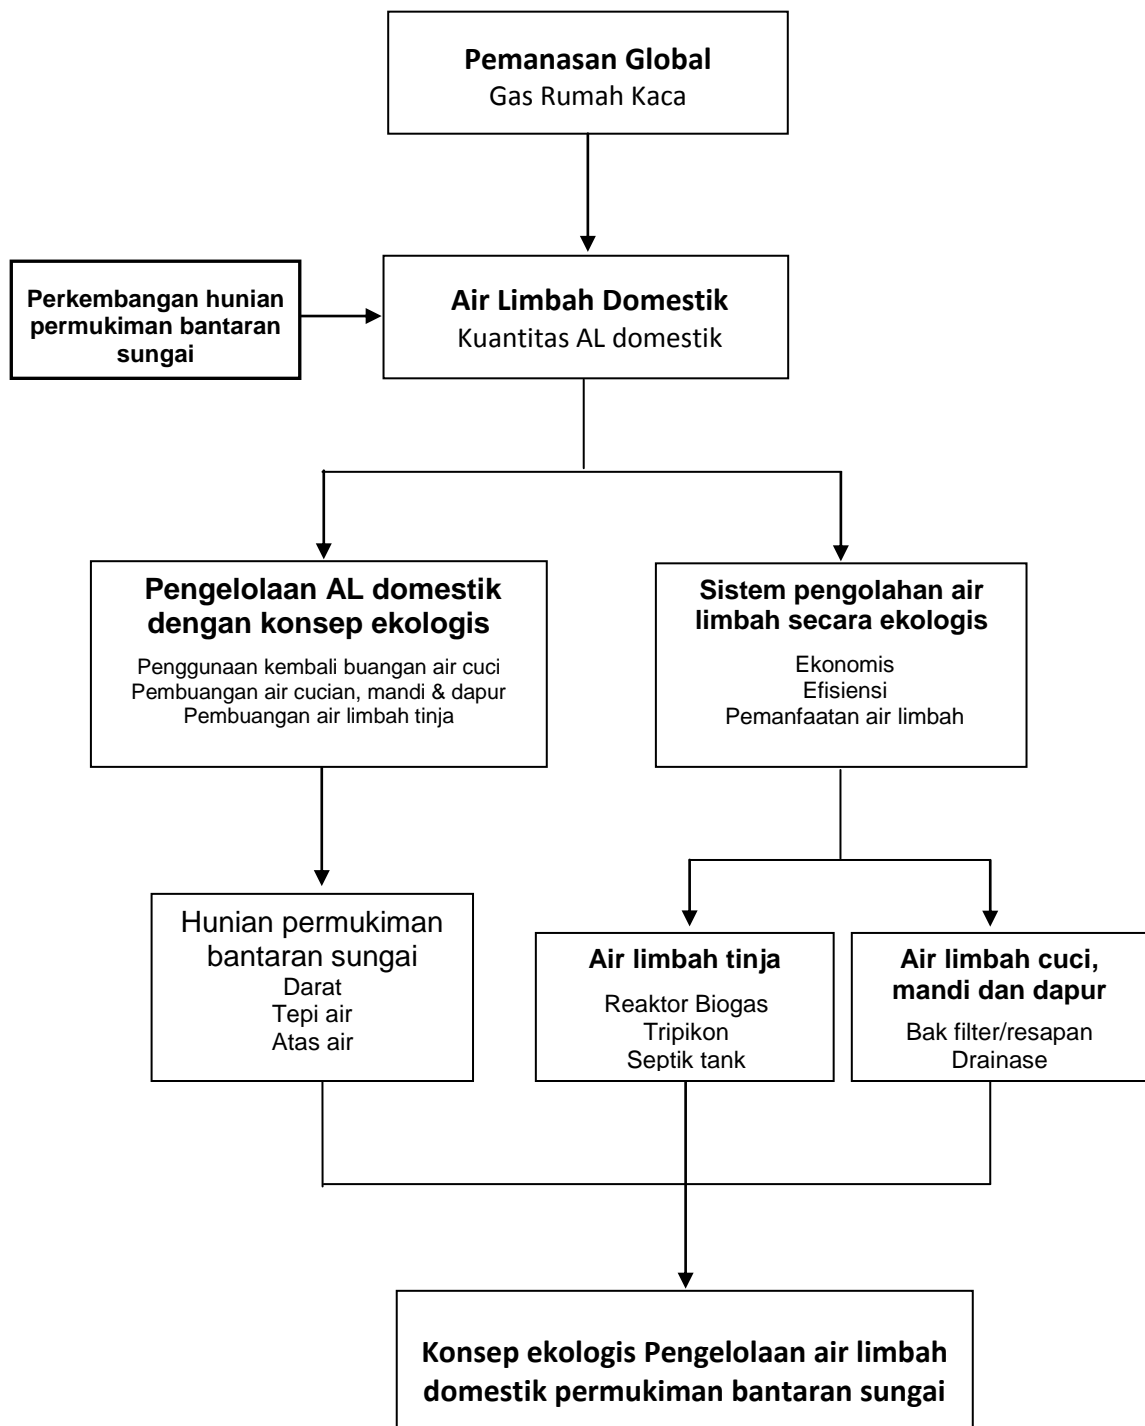 Pemanasan Global
Gas Rumah Kaca
Perkembangan hunian
permukiman bantaran
sungai
Air Limbah Domestik
Kuantitas AL domestik
Pengelolaan AL domestik
dengan konsep ekologis
Penggunaan kembali buangan air cuci
Pembuangan air cucian, mandi & dapur
Pembuangan air limbah tinja
Sistem pengolahan air
limbah secara ekologis
Ekonomis
Efisiensi
Pemanfaatan air limbah
Hunian permukiman
bantaran sungai
Darat
Tepi air
Atas air
Air limbah tinja
Reaktor Biogas
Tripikon
Septik tank
Air limbah cuci,
mandi dan dapur
Bak filter/resapan
Drainase
Konsep ekologis Pengelolaan air limbah
domestik permukiman bantaran sungai